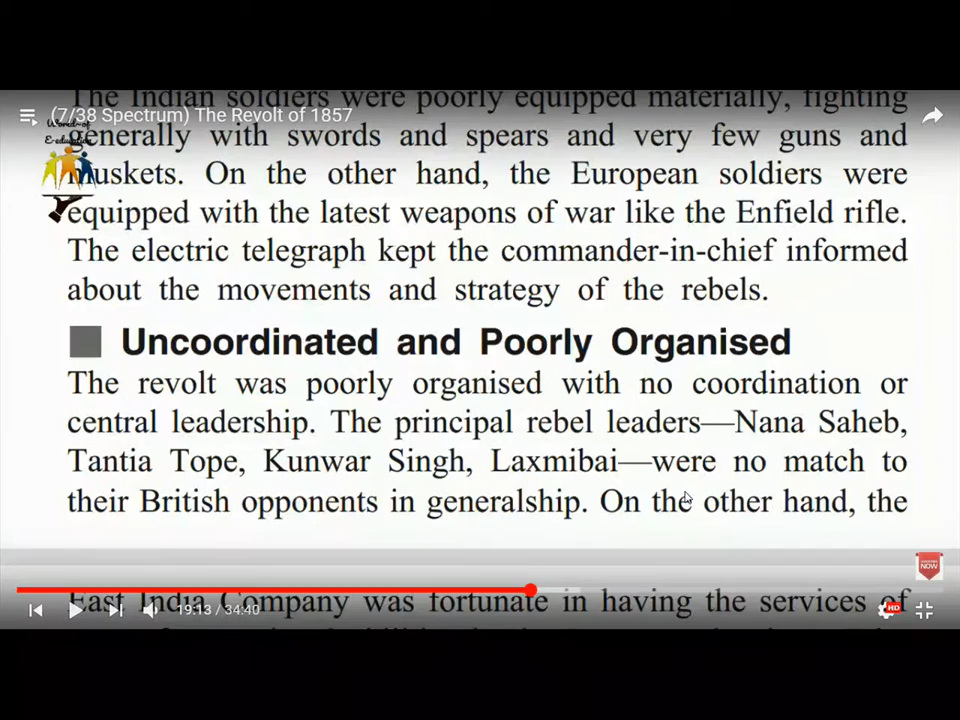 The Indian soldiers were poorly equipped materially, fighting
(7/38 Spectrum) The Revolt of 1857
World of
E-education
generally with swords and spears and very few guns and
muskets. On the other hand, the European soldiers were
equipped with the latest weapons of war like the Enfield rifle.
The electric telegraph kept the commander-in-chief informed
about the movements and strategy of the rebels.
Uncoordinated and Poorly Organised
The revolt was poorly organised with no coordination or
central leadership. The principal rebel leaders—Nana Saheb,
Tantia Tope, Kunwar Singh, Laxmibai—were no match to
their British opponents in generalship. On the other hand, the
NOW
East India Company was fortunate in having the services of
19:13 / 34:40
HD